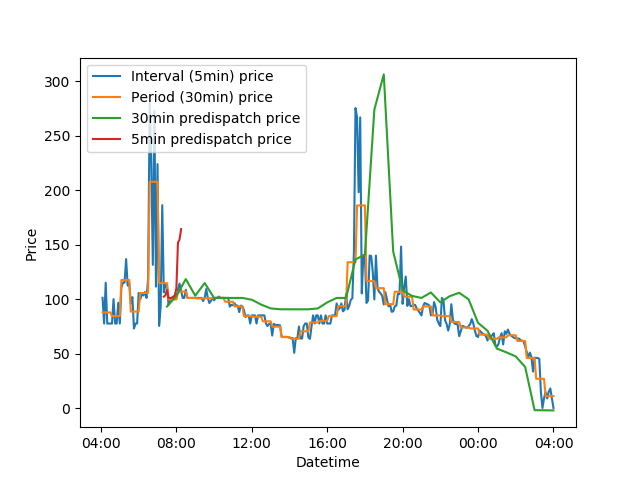 Interval (5min) price
Period (30min) price
30min predispatch price
5min predispatch price
300
250
200
150
100
50
0
Price
04:00 08:00 12:00 16:00 20:00 00:00 04:00
Datetime